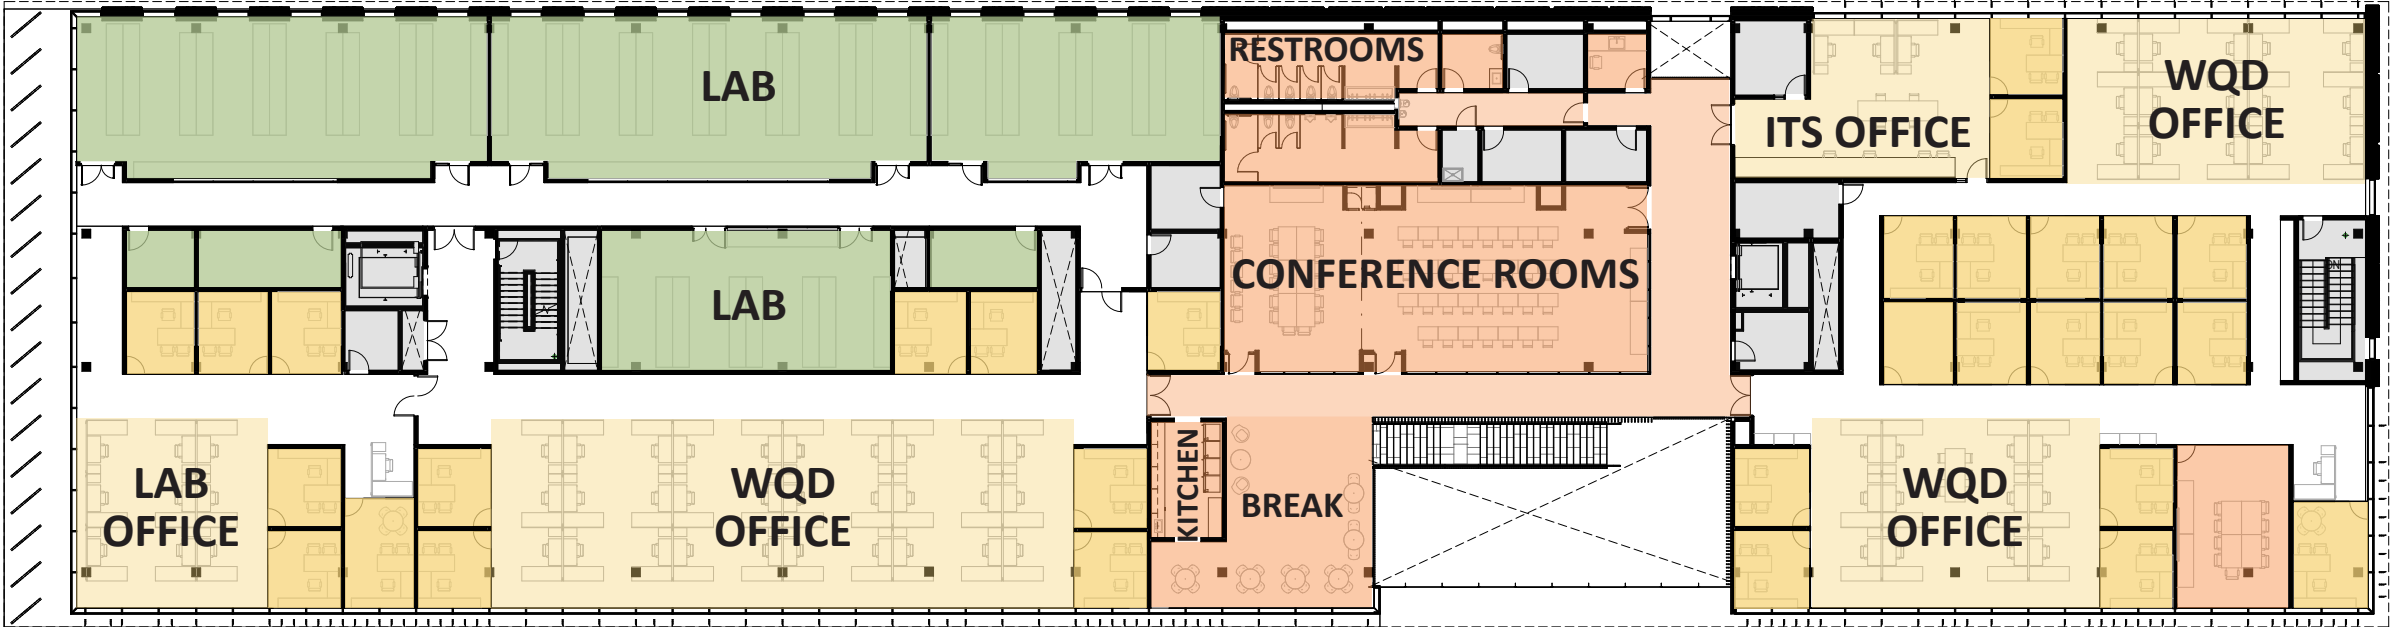 RESTROOMS
LAB
WQD
OFFICE
ITS OFFICE
CONFERENCE ROOMS
LAB
LAB
OFFICE
WQD
OFFICE
KITCHEN
BREAK
WQD
OFFICE